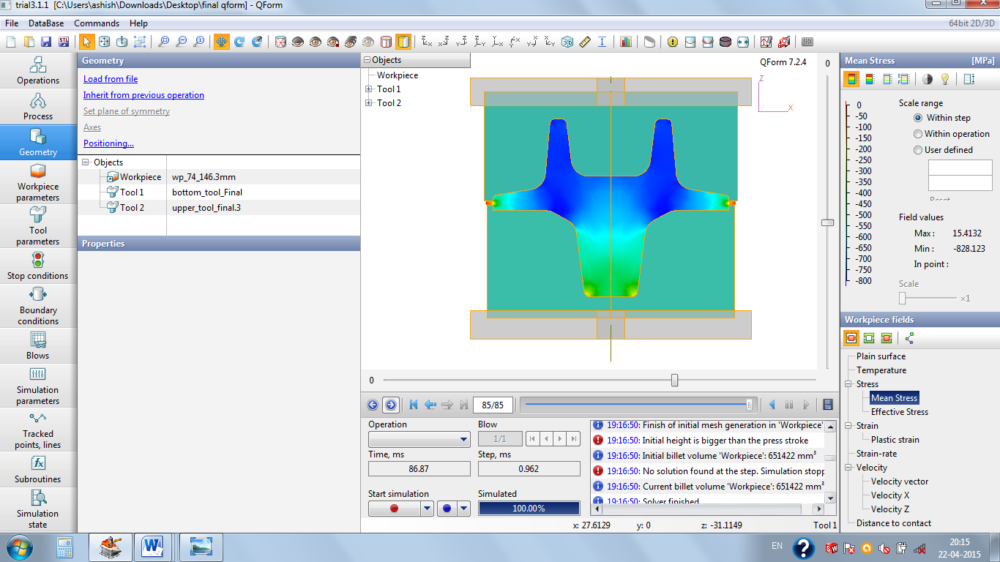 trial3.1.1 [C:\Users\ashish\Downloads\Desktop\final qform] - QForm
File DataBase Commands Help
64bit 2D/3D
STL
Operations
Process
Geometry
Workpiece
parameters
Tool
parameters
Stop conditions
Boundary
conditions
Blows
Simulation
parameters
Tracked
points, lines
Subroutines
Simulation
state
Geometry
Load from file
Inherit from previous operation
Set plane of symmetry
Axes
Positioning...
Objects
Workpiece wp_74_146.3mm
Tool 1 bottom_tool_Final
Tool 2 upper_tool_final.3
Properties
Objects
Workpiece
Tool 1
Tool 2
QForm 7.2.4
Z
X
0
0
85/85
Operation
Blow
1/1
Time, ms
Step, ms
86.87
0.962
Start simulation
Simulated
100.00%
19:16:50: Finish of initial mesh generation in 'Workpiece'
19:16:50: Initial height is bigger than the press stroke
19:16:50: Initial billet volume 'Workpiece': 651422 mm³
19:16:50: No solution found at the step. Simulation stopp
19:16:50: Current billet volume 'Workpiece': 651422 mm³
19:16:50: Solver finished
x: 27.6129 y: 0 z: -31.1149 Tool 1
Mean Stress [MPa]
0
-50
-100
-150
-200
-250
-300
-350
-400
-450
-500
-550
-600
-650
-700
-750
-800
Scale range
Within step
Within operation
User defined
Reset
Field values
Max : 15.4132
Min : -828.123
In point :
Scale
×1
Workpiece fields
Plain surface
Temperature
Stress
Mean Stress
Effective Stress
Strain
Plastic strain
Strain-rate
Velocity
Velocity vector
Velocity X
Velocity Z
Distance to contact
EN
20:15
22-04-2015